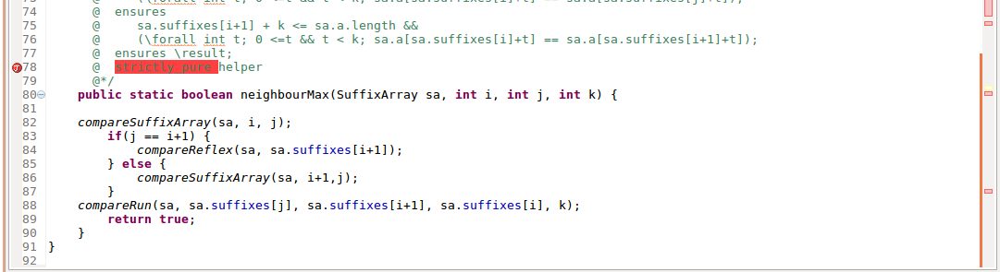 74 @ ensures
75 @ sa.suffixes[i+1] + k <= sa.a.length &&
76 @ (\forall int t; 0 <=t && t < k; sa.a[sa.suffixes[i]+t] == sa.a[sa.suffixes[i+1]+t]);
77 @ ensures \result;
78 @ strictly_pure helper
79 @*/
80 public static boolean neighbourMax(SuffixArray sa, int i, int j, int k) {
81
82 compareSuffixArray(sa, i, j);
83 if(j == i+1) {
84 compareReflex(sa, sa.suffixes[i+1]);
85 } else {
86 compareSuffixArray(sa, i+1,j);
87 }
88 compareRun(sa, sa.suffixes[j], sa.suffixes[i+1], sa.suffixes[i], k);
89 return true;
90 }
91 }
92